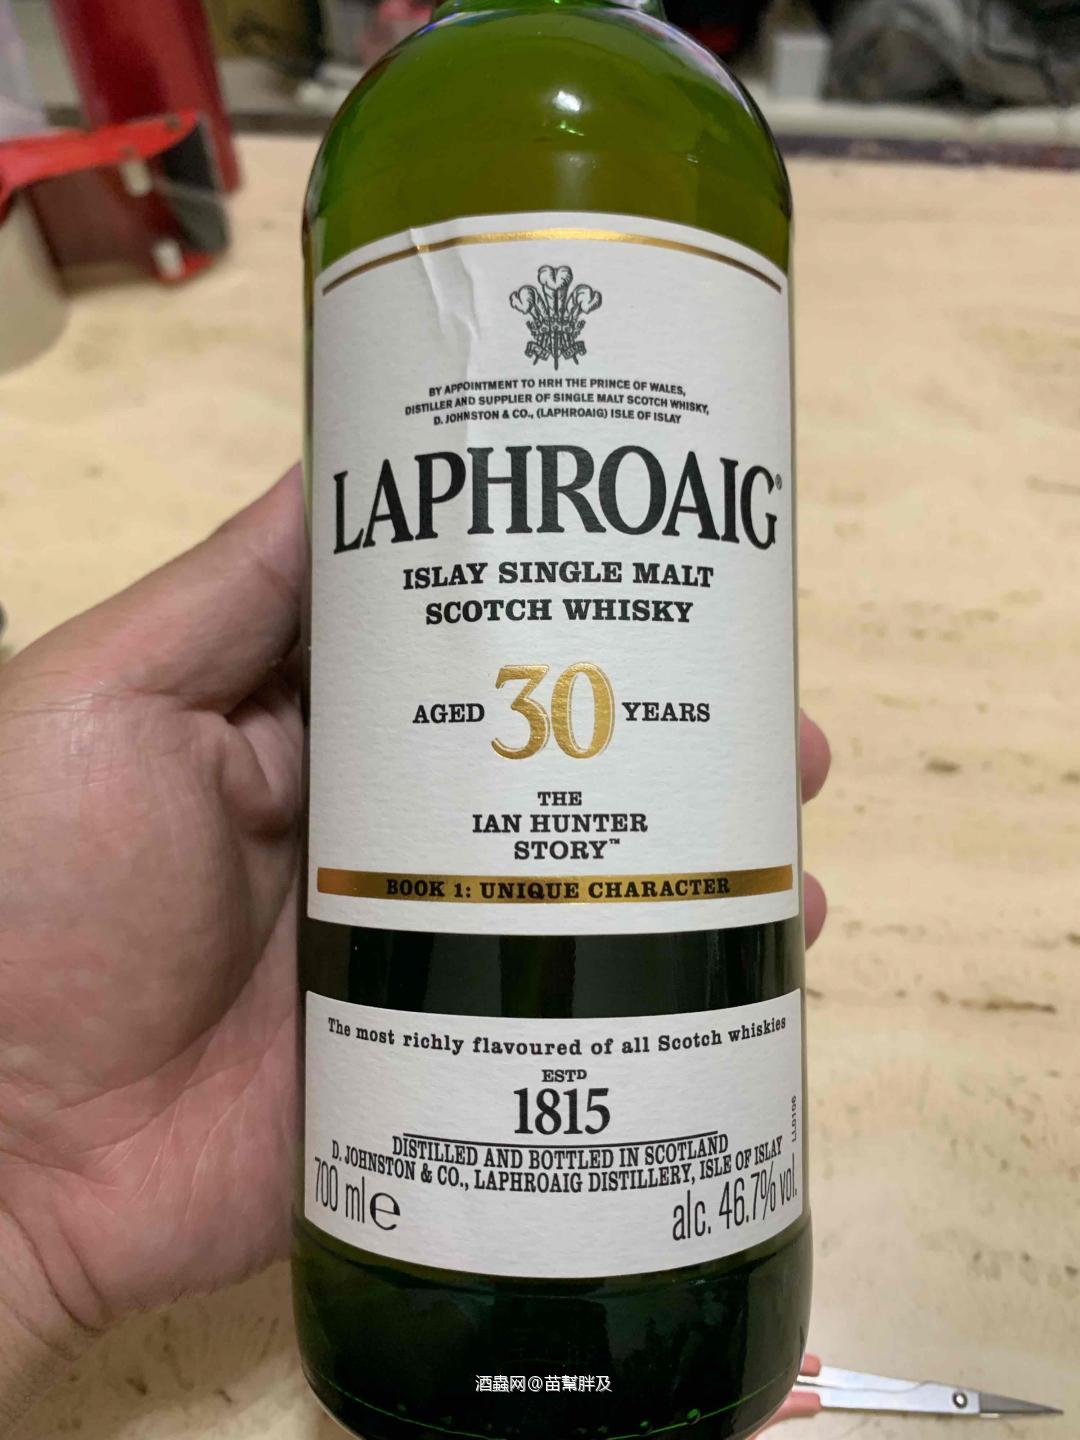 BY APPOINTMENT TO HRH THE PRINCE OF WALES,
DISTILLER AND SUPPLIER OF SINGLE MALT SCOTCH WHISKY,
D. JOHNSTON & CO., (LAPHROAIG) ISLE OF ISLAY
LAPHROAIG®
ISLAY SINGLE MALT
SCOTCH WHISKY
AGED 30 YEARS
THE
IAN HUNTER
STORY™
BOOK 1: UNIQUE CHARACTER
The most richly flavoured of all Scotch whiskies
ESTD
1815
DISTILLED AND BOTTLED IN SCOTLAND
D. JOHNSTON & CO., LAPHROAIG DISTILLERY, ISLE OF ISLAY
700 ml e
alc. 46.7% vol.
LL0106
酒蟲网@苗幫胖及